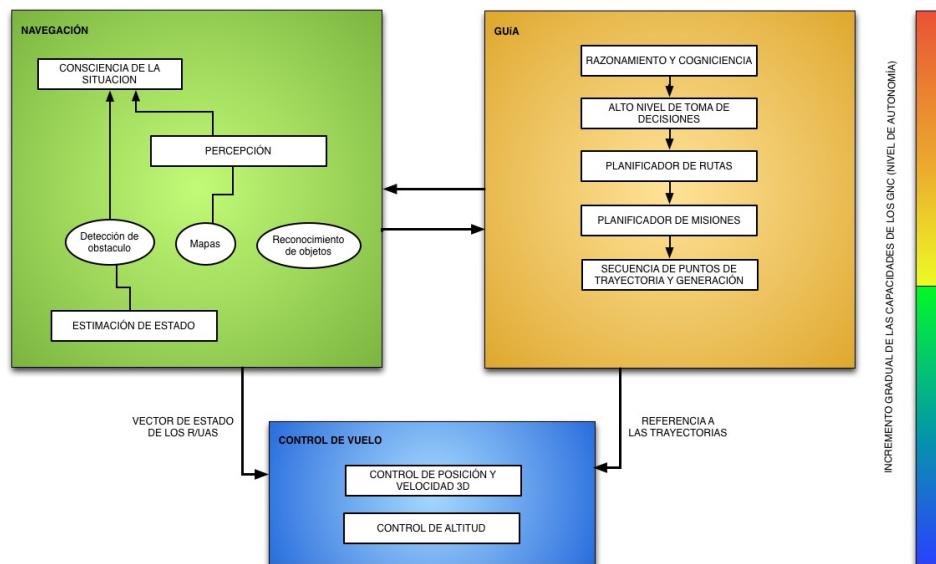 NAVEGACIÓN
CONSCIENCIA DE LA
SITUACION
PERCEPCIÓN
Detección de
obstaculo
Mapas
Reconocimiento
de objetos
ESTIMACIÓN DE ESTADO
GUíA
RAZONAMIENTO Y COGNICIENCIA
ALTO NIVEL DE TOMA DE
DECISIONES
PLANIFICADOR DE RUTAS
PLANIFICADOR DE MISIONES
SECUENCIA DE PUNTOS DE
TRAYECTORIA Y GENERACIÓN
VECTOR DE ESTADO
DE LOS R/UAS
REFERENCIA A
LAS TRAYECTORIAS
CONTROL DE VUELO
CONTROL DE POSICIÓN Y
VELOCIDAD 3D
CONTROL DE ALTITUD
INCREMENTO GRADUAL DE LAS CAPACIDADES DE LOS GNC (NIVEL DE AUTONOMÍA)